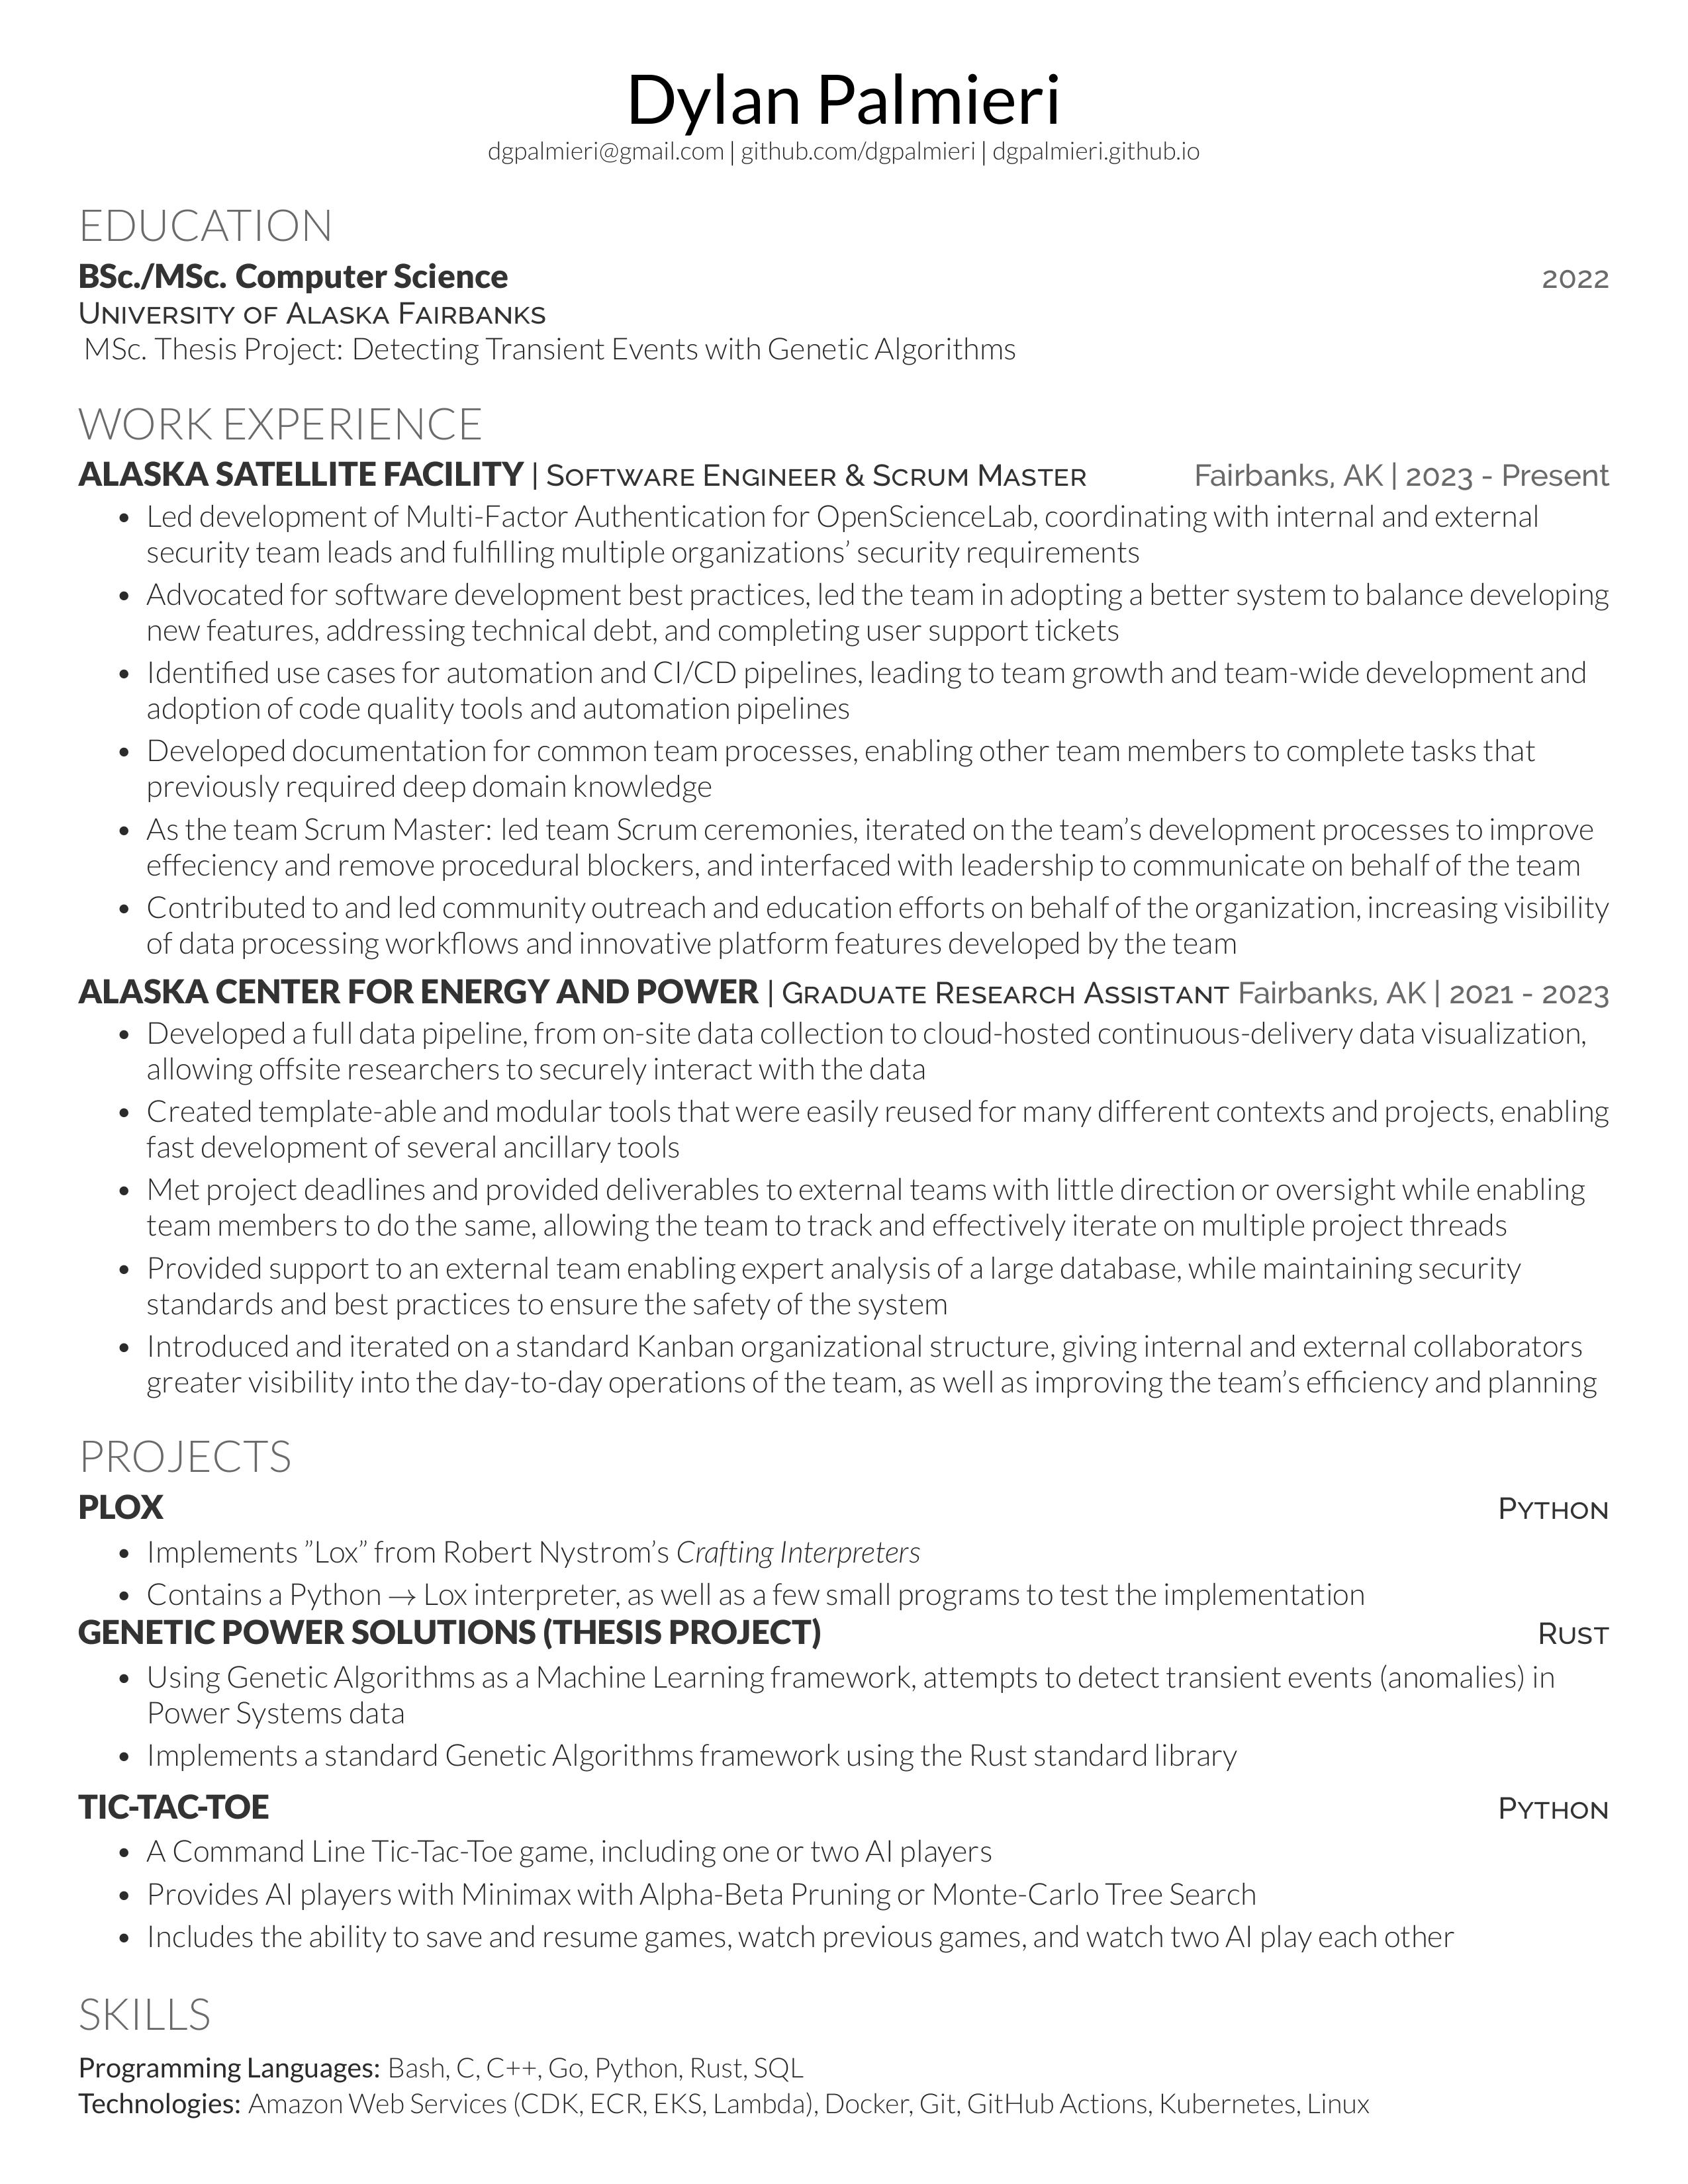 Dylan Palmieri
dgpalmieri@gmail.com | github.com/dgpalmieri | dgpalmieri.github.io
EDUCATION
BSc./MSc. Computer Science 2022
University of Alaska Fairbanks
MSc. Thesis Project: Detecting Transient Events with Genetic Algorithms
WORK EXPERIENCE
ALASKA SATELLITE FACILITY | Software Engineer & Scrum Master Fairbanks, AK | 2023 - Present
• Led development of Multi-Factor Authentication for OpenScienceLab, coordinating with internal and external
security team leads and fulfilling multiple organizations’ security requirements
• Advocated for software development best practices, led the team in adopting a better system to balance developing
new features, addressing technical debt, and completing user support tickets
• Identified use cases for automation and CI/CD pipelines, leading to team growth and team-wide development and
adoption of code quality tools and automation pipelines
• Developed documentation for common team processes, enabling other team members to complete tasks that
previously required deep domain knowledge
• As the team Scrum Master: led team Scrum ceremonies, iterated on the team’s development processes to improve
effeciency and remove procedural blockers, and interfaced with leadership to communicate on behalf of the team
• Contributed to and led community outreach and education efforts on behalf of the organization, increasing visibility
of data processing workflows and innovative platform features developed by the team
ALASKA CENTER FOR ENERGY AND POWER | Graduate Research Assistant Fairbanks, AK | 2021 - 2023
• Developed a full data pipeline, from on-site data collection to cloud-hosted continuous-delivery data visualization,
allowing offsite researchers to securely interact with the data
• Created template-able and modular tools that were easily reused for many different contexts and projects, enabling
fast development of several ancillary tools
• Met project deadlines and provided deliverables to external teams with little direction or oversight while enabling
team members to do the same, allowing the team to track and effectively iterate on multiple project threads
• Provided support to an external team enabling expert analysis of a large database, while maintaining security
standards and best practices to ensure the safety of the system
• Introduced and iterated on a standard Kanban organizational structure, giving internal and external collaborators
greater visibility into the day-to-day operations of the team, as well as improving the team’s efficiency and planning
PROJECTS
PLOX Python
• Implements ”Lox” from Robert Nystrom’s Crafting Interpreters
• Contains a Python → Lox interpreter, as well as a few small programs to test the implementation
GENETIC POWER SOLUTIONS (THESIS PROJECT) Rust
• Using Genetic Algorithms as a Machine Learning framework, attempts to detect transient events (anomalies) in
Power Systems data
• Implements a standard Genetic Algorithms framework using the Rust standard library
TIC-TAC-TOE Python
• A Command Line Tic-Tac-Toe game, including one or two AI players
• Provides AI players with Minimax with Alpha-Beta Pruning or Monte-Carlo Tree Search
• Includes the ability to save and resume games, watch previous games, and watch two AI play each other
SKILLS
Programming Languages: Bash, C, C++, Go, Python, Rust, SQL
Technologies: Amazon Web Services (CDK, ECR, EKS, Lambda), Docker, Git, GitHub Actions, Kubernetes, Linux